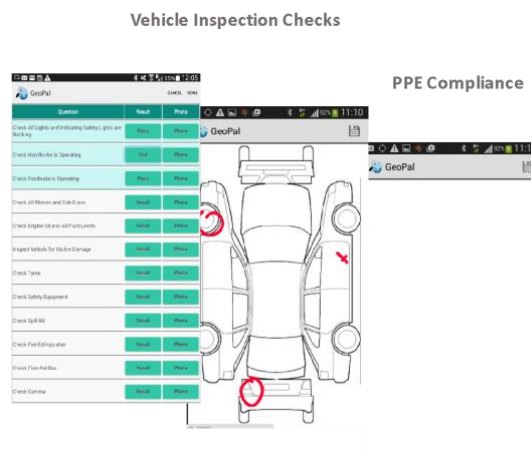 Vehicle Inspection Checks
PPE Compliance
12:05
GeoPal
CANCEL DONE
Question Result Photo
Check All Lights and Indicating Safety Lights are
Working
Pass Photo
Check Handbrake is Operating Photo
Check Footbrake is Operating Pass Photo
Check All Mirrors and Cab Glass Result Photo
Check Engine Oil and All Fluid Levels Result Photo
Inspect Vehicle for Visible Damage Result Photo
Check Tyres Result Photo
Check Safety Equipment Result Photo
Check Spill Kit Result Photo
Check Fire Extinguisher Result Photo
Check First Aid Box Result Photo
Check Camera Result Photo
92% 11:10
GeoPal
92%
GeoPal